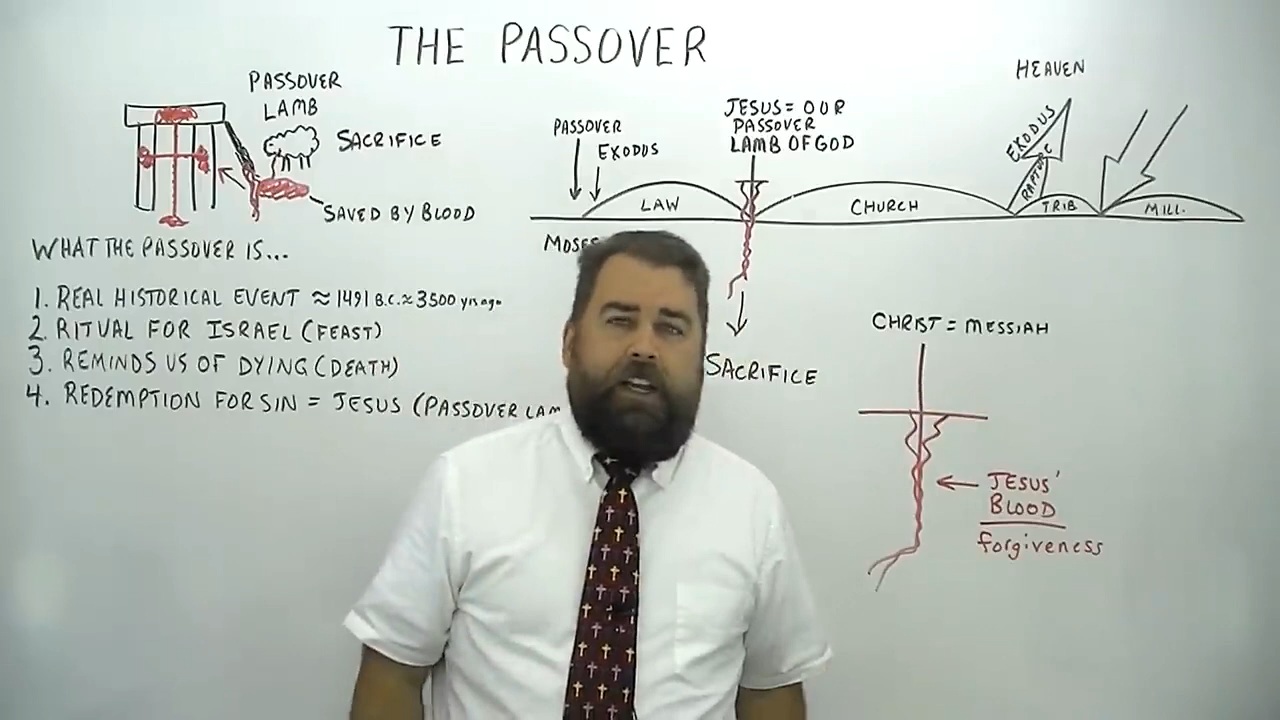 THE PASSOVER
PASSOVER
LAMB
SACRIFICE
SAVED BY BLOOD
WHAT THE PASSOVER IS...
1. REAL HISTORICAL EVENT ≈ 1491 B.C. ≈ 3500 yrs ago
2. RITUAL FOR ISRAEL (FEAST)
3. REMINDS US OF DYING (DEATH)
4. REDEMPTION FOR SIN = JESUS (PASSOVER LAM
PASSOVER
EXODUS
LAW
MOSES
JESUS = OUR
PASSOVER
LAMB OF GOD
SACRIFICE
CHURCH
HEAVEN
EXODUS
RAPTURE
TRIB
MILL.
CHRIST = MESSIAH
JESUS'
BLOOD
forgiveness